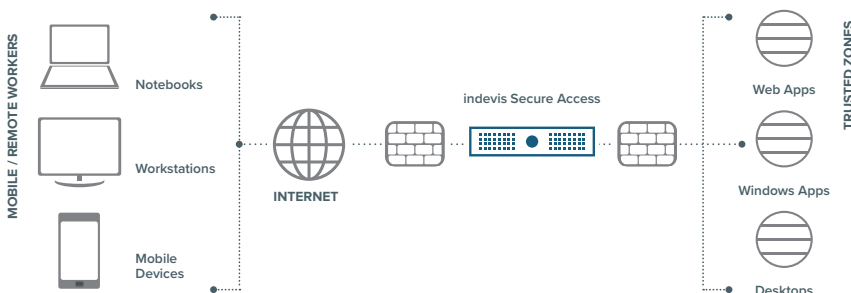 MOBILE / REMOTE WORKERS
Notebooks
Workstations
Mobile
Devices
INTERNET
indevis Secure Access
Web Apps
Windows Apps
Desktops
TRUSTED ZONES